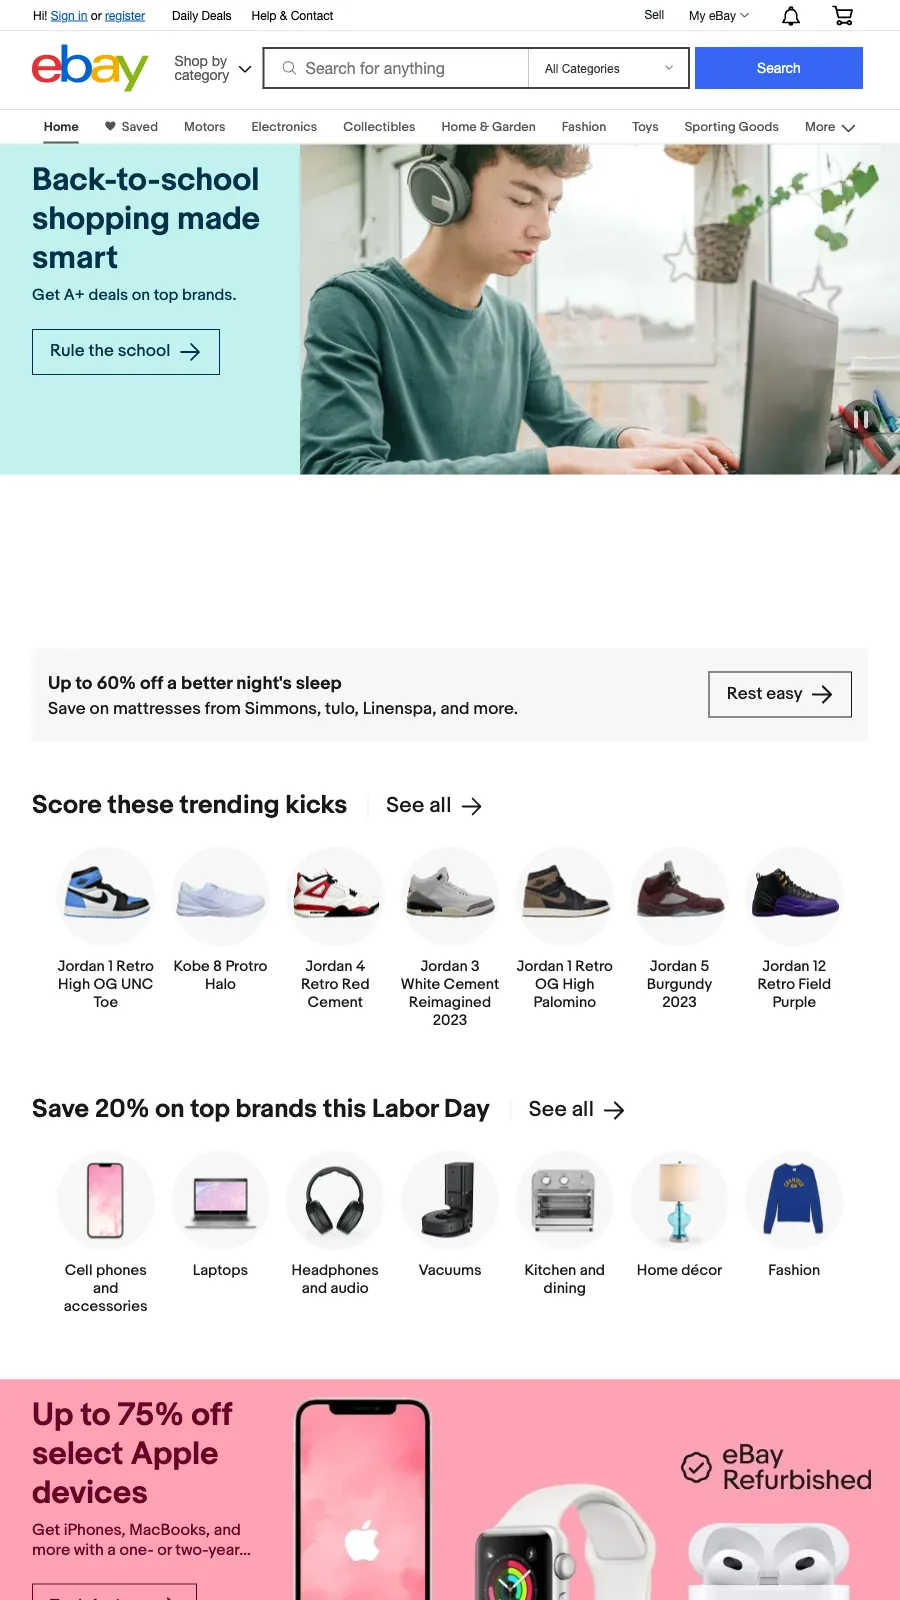 Hi! Sign in or register
Daily Deals
Help & Contact
Sell
My eBay
ebay
Shop by category
Search for anything
All Categories
Search
Home
Saved
Motors
Electronics
Collectibles
Home & Garden
Fashion
Toys
Sporting Goods
More
Back-to-school
shopping made
smart
Get A+ deals on top brands.
Rule the school
Up to 60% off a better night's sleep
Save on mattresses from Simmons, tulo, Linenspa, and more.
Rest easy
Score these trending kicks
See all
Jordan 1 Retro
High OG UNC
Toe
Kobe 8 Protro
Halo
Jordan 4
Retro Red
Cement
Jordan 3
White Cement
Reimagined
2023
Jordan 1 Retro
OG High
Palomino
Jordan 5
Burgundy
2023
Jordan 12
Retro Field
Purple
Save 20% on top brands this Labor Day
See all
Cell phones
and
accessories
Laptops
Headphones
and audio
Vacuums
Kitchen and
dining
Home décor
Fashion
Up to 75% off
select Apple
devices
Get iPhones, MacBooks, and
more with a one- or two-year...
eBay
Refurbished